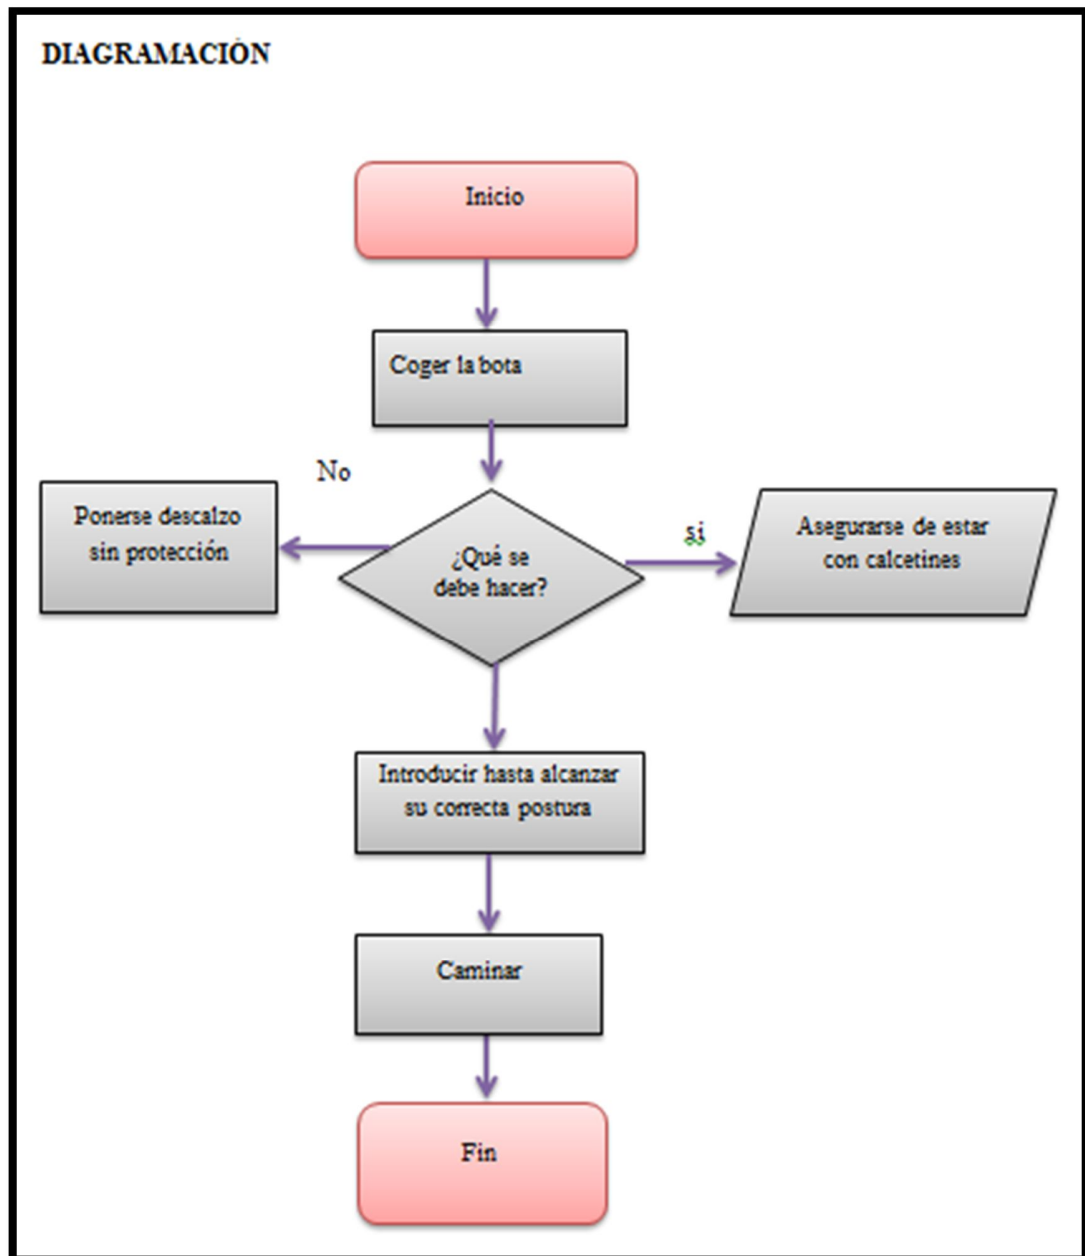 DIAGRAMACIÓN
Inicio
Coger la bota
No
Ponerse descalzo
sin protección
¿Qué se
debe hacer?
si
Asegurarse de estar
con calcetines
Introducir hasta alcanzar
su correcta postura
Caminar
Fin